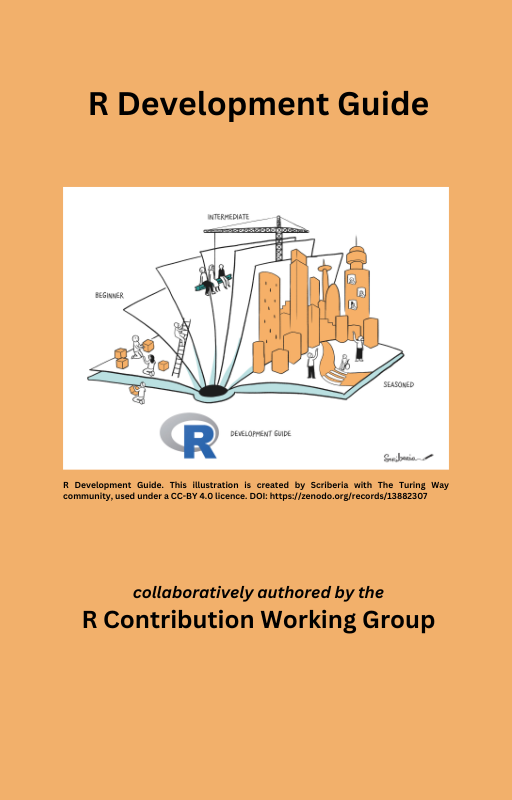 R Development Guide
INTERMEDIATE
BEGINNER
SEASONED
R
DEVELOPMENT GUIDE
Scriberia
R Development Guide. This illustration is created by Scriberia with The Turing Way
community, used under a CC-BY 4.0 licence. DOI: https://zenodo.org/records/13882307
collaboratively authored by the
R Contribution Working Group